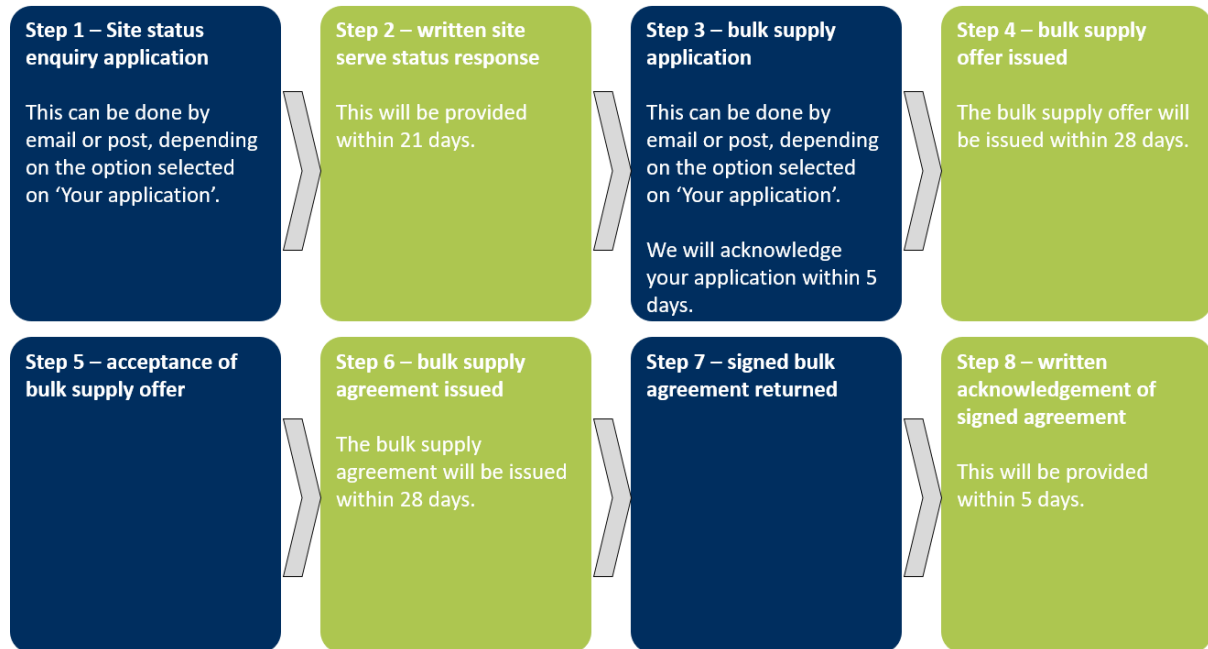 Step 1 – Site status
enquiry application
This can be done by
email or post, depending
on the option selected
on ‘Your application’.
Step 2 – written site
serve status response
This will be provided
within 21 days.
Step 3 – bulk supply
application
This can be done by
email or post, depending
on the option selected
on ‘Your application’.
We will acknowledge
your application within 5
days.
Step 4 – bulk supply
offer issued
The bulk supply offer will
be issued within 28 days.
Step 5 – acceptance of
bulk supply offer
Step 6 – bulk supply
agreement issued
The bulk supply
agreement will be issued
within 28 days.
Step 7 – signed bulk
agreement returned
Step 8 – written
acknowledgement of
signed agreement
This will be provided
within 5 days.